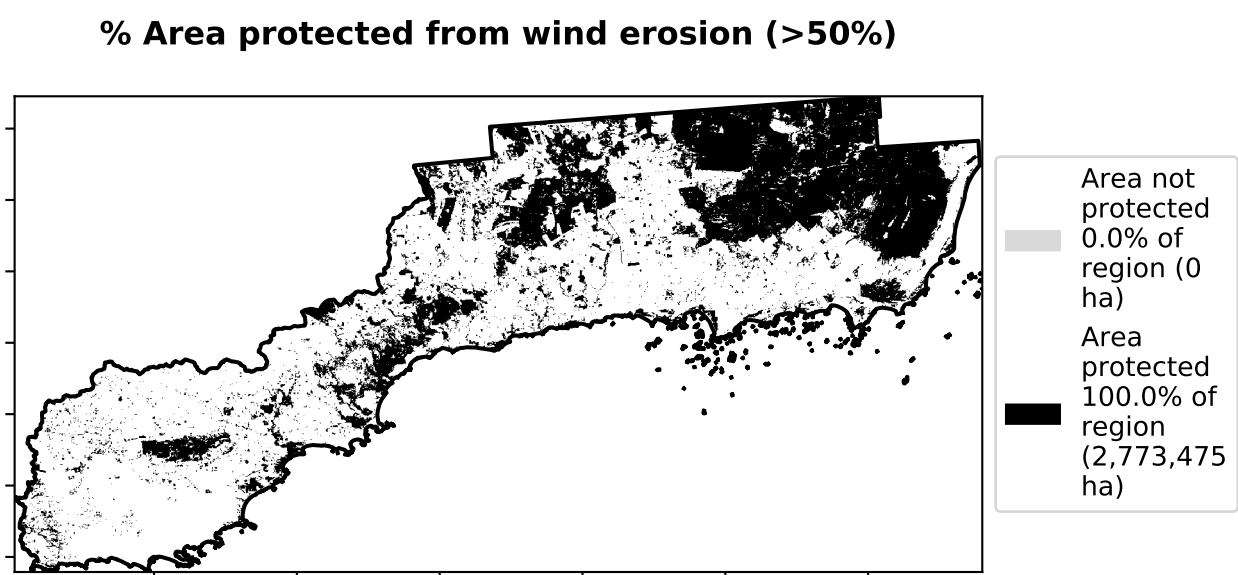 % Area protected from wind erosion (>50%)
Area not
protected
0.0% of
region (0
ha)
Area
protected
100.0% of
region
(2,773,475
ha)